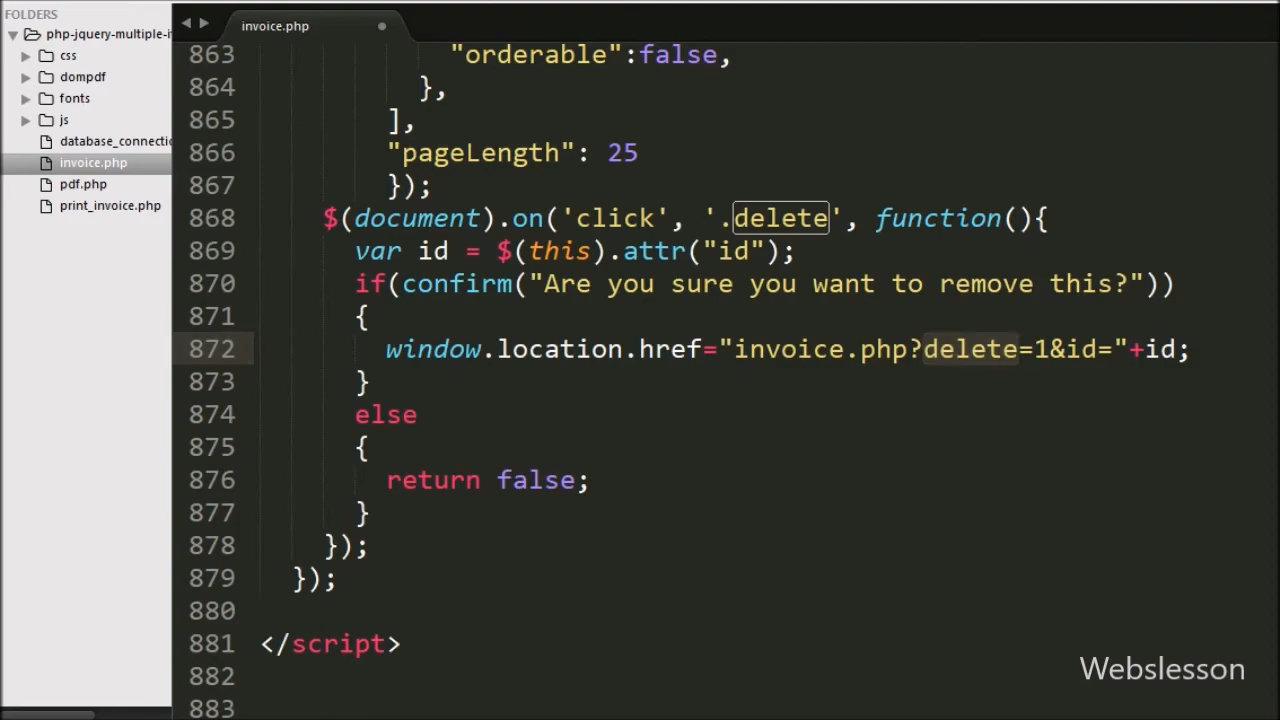 FOLDERS
php-jquery-multiple-i
css
dompdf
fonts
js
database_connectio
invoice.php
pdf.php
print_invoice.php
invoice.php
863 "orderable":false,
864 },
865 ],
866 "pageLength": 25
867 });
868 $(document).on('click', '.delete', function(){
869 var id = $(this).attr("id");
870 if(confirm("Are you sure you want to remove this?"))
871 {
872 window.location.href="invoice.php?delete=1&id="+id;
873 }
874 else
875 {
876 return false;
877 }
878 });
879 });
880
881 </script>
882
883
Webslesson